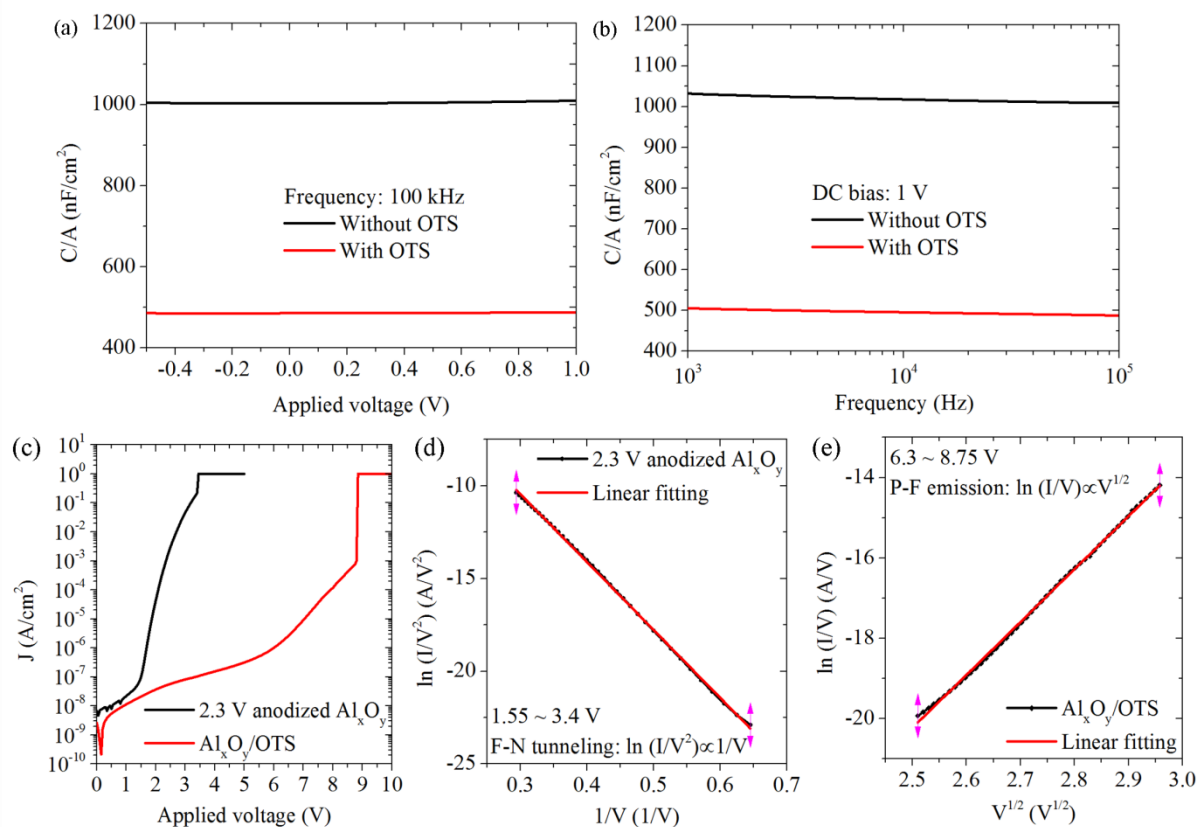 (a)
1200
1000
800
600
400
C/A (nF/cm²)
Frequency: 100 kHz
Without OTS
With OTS
-0.4 -0.2 0.0 0.2 0.4 0.6 0.8 1.0
Applied voltage (V)
(b)
1200
1100
1000
900
800
700
600
500
400
C/A (nF/cm²)
DC bias: 1 V
Without OTS
With OTS
10³ 10⁴ 10⁵
Frequency (Hz)
(c)
10¹
10⁰
10⁻¹
10⁻²
10⁻³
10⁻⁴
10⁻⁵
10⁻⁶
10⁻⁷
10⁻⁸
10⁻⁹
10⁻¹⁰
J (A/cm²)
2.3 V anodized AlₓOᵧ
AlₓOᵧ/OTS
0 1 2 3 4 5 6 7 8 9 10
Applied voltage (V)
(d)
-10
-15
-20
-25
ln (I/V²) (A/V²)
2.3 V anodized AlₓOᵧ
Linear fitting
1.55 ~ 3.4 V
F-N tunneling: ln (I/V²)∝1/V
0.3 0.4 0.5 0.6 0.7
1/V (1/V)
(e)
-14
-16
-18
-20
ln (I/V) (A/V)
6.3 ~ 8.75 V
P-F emission: ln (I/V)∝V^1/2
AlₓOᵧ/OTS
Linear fitting
2.5 2.6 2.7 2.8 2.9 3.0
V^1/2 (V^1/2)